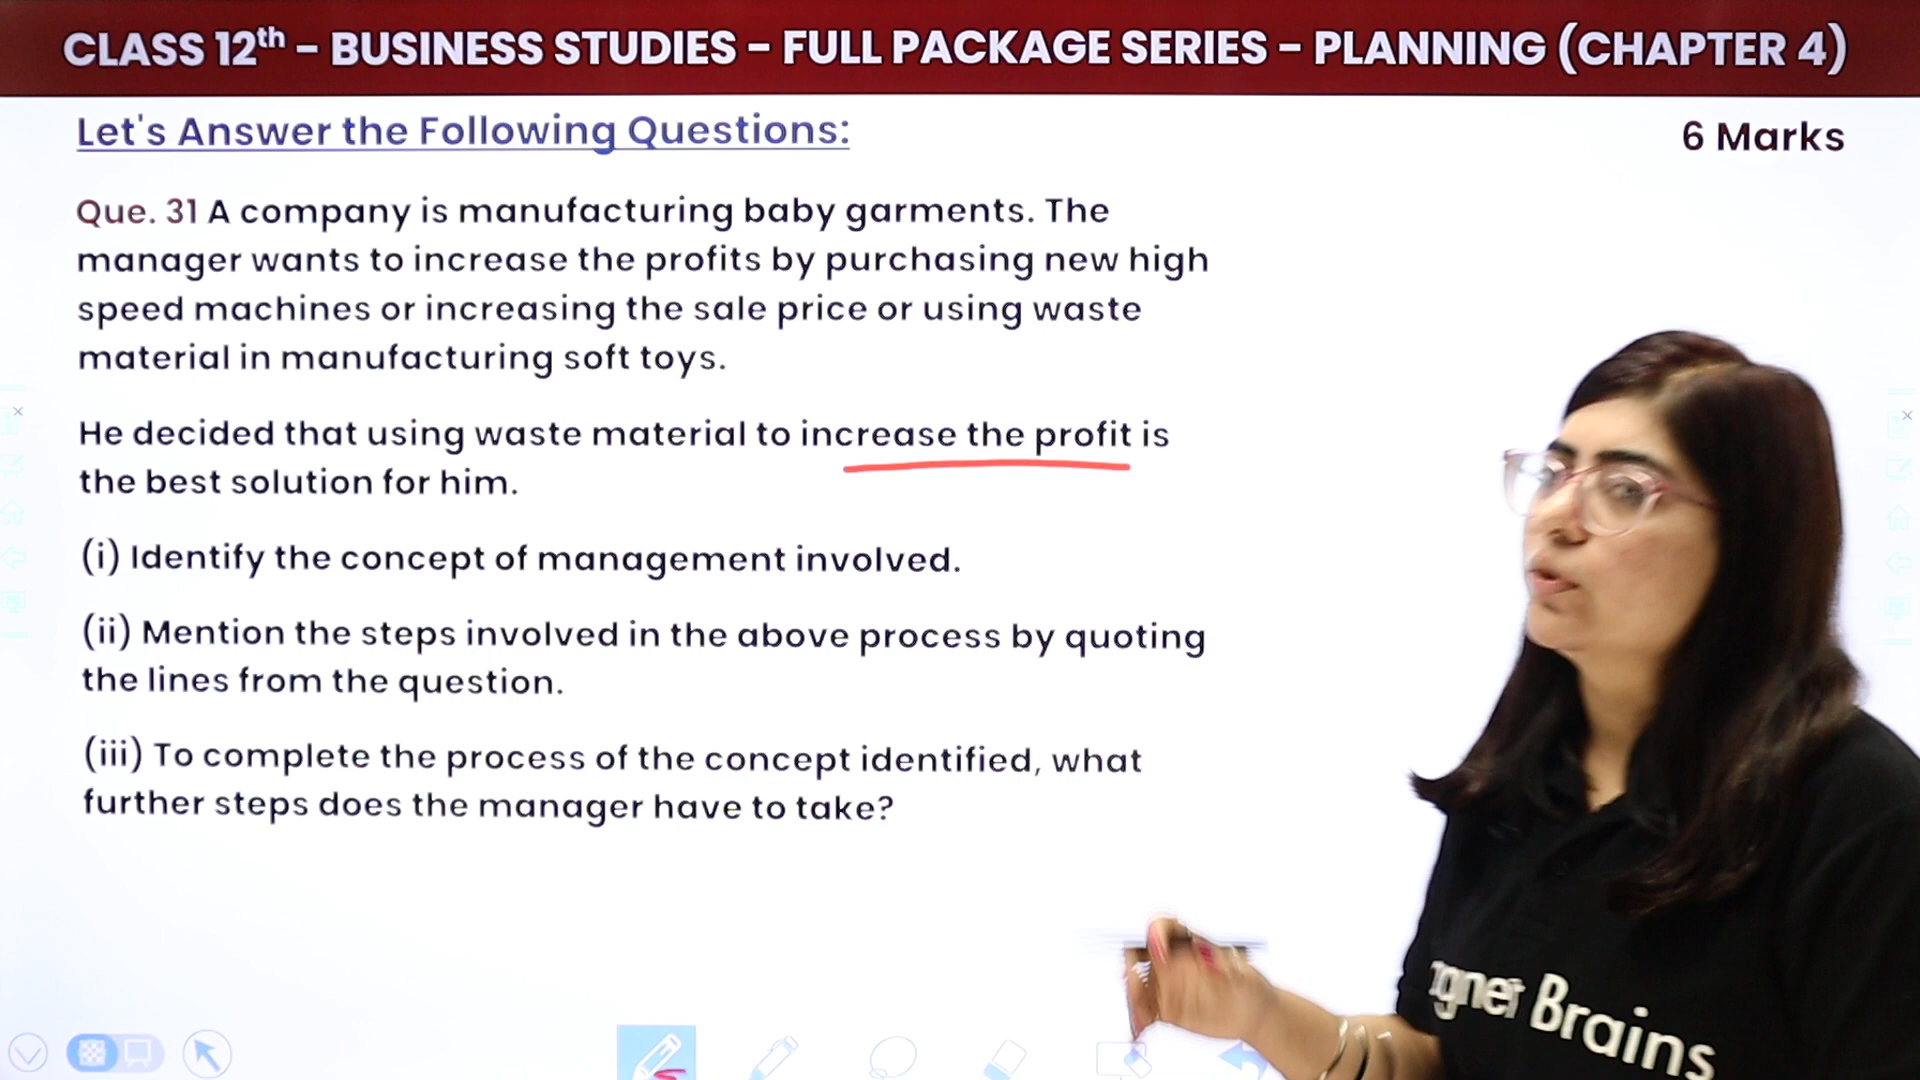 CLASS 12th – BUSINESS STUDIES – FULL PACKAGE SERIES – PLANNING (CHAPTER 4)
Let's Answer the Following Questions:
6 Marks
Que. 31 A company is manufacturing baby garments. The
manager wants to increase the profits by purchasing new high
speed machines or increasing the sale price or using waste
material in manufacturing soft toys.
He decided that using waste material to increase the profit is
the best solution for him.
(i) Identify the concept of management involved.
(ii) Mention the steps involved in the above process by quoting
the lines from the question.
(iii) To complete the process of the concept identified, what
further steps does the manager have to take?
gnet Brains